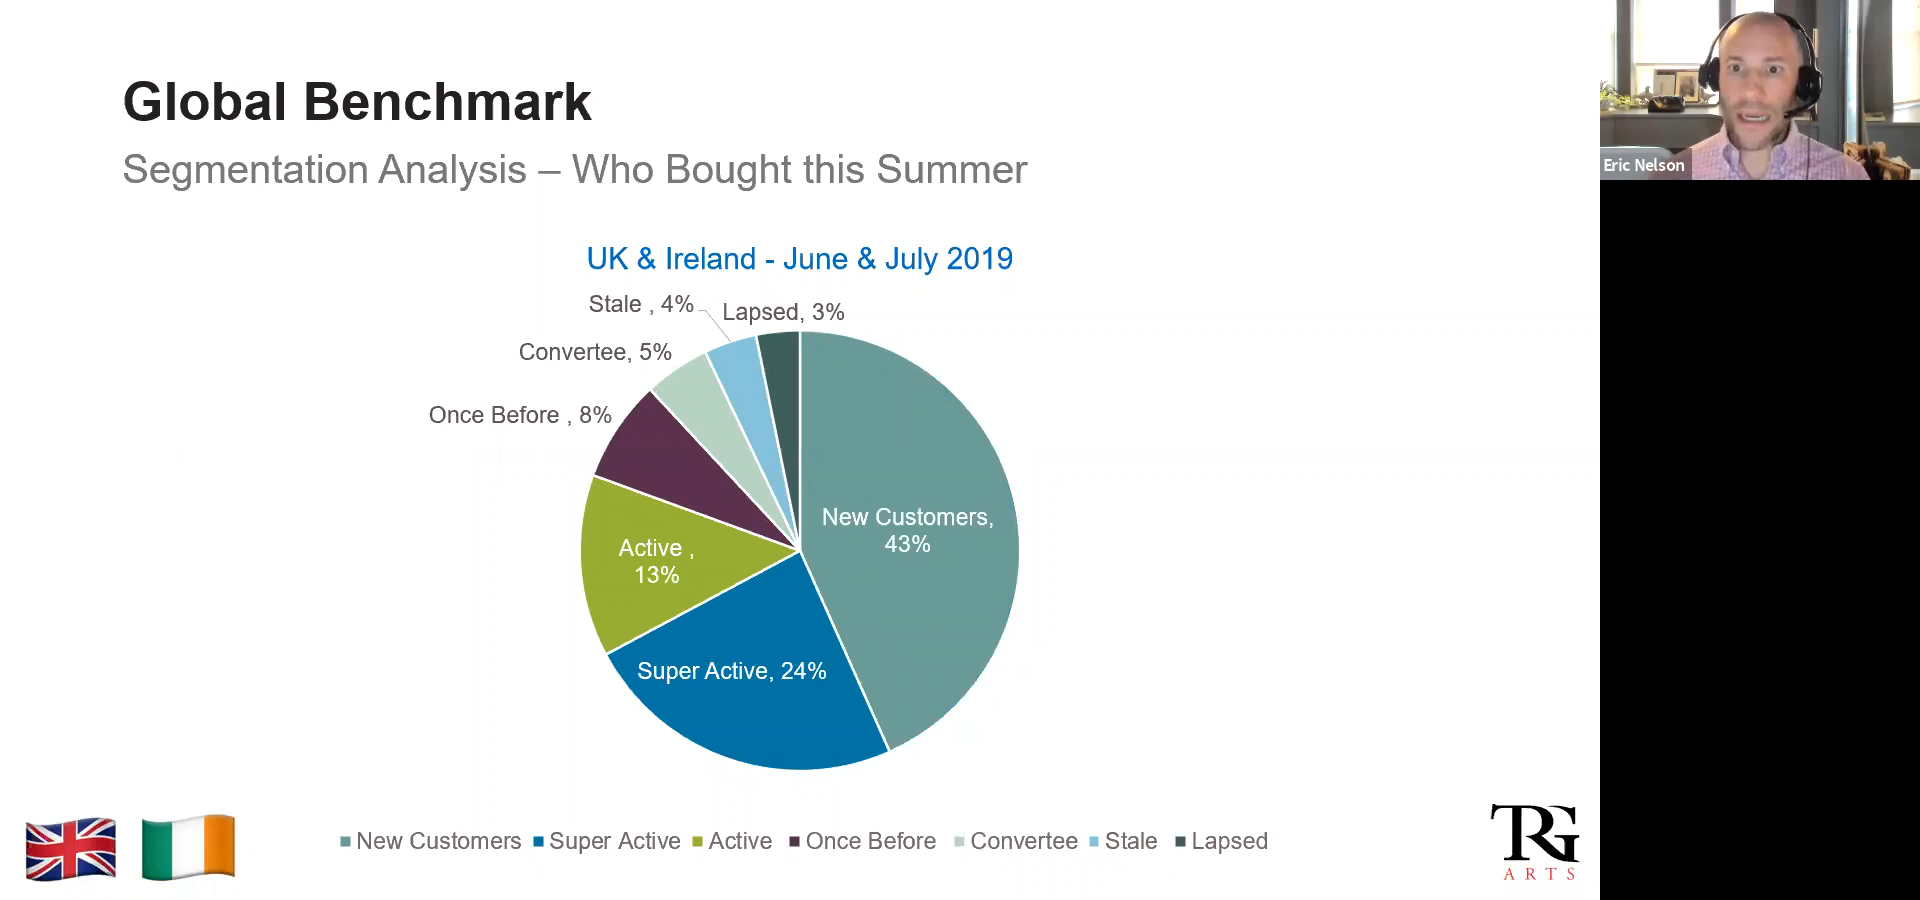 Global Benchmark
Segmentation Analysis – Who Bought this Summer
UK & Ireland - June & July 2019
Stale , 4%
Lapsed, 3%
Convertee, 5%
Once Before , 8%
New Customers,
43%
Active ,
13%
Super Active, 24%
New Customers Super Active Active Once Before Convertee Stale Lapsed
TRG
ARTS
Eric Nelson